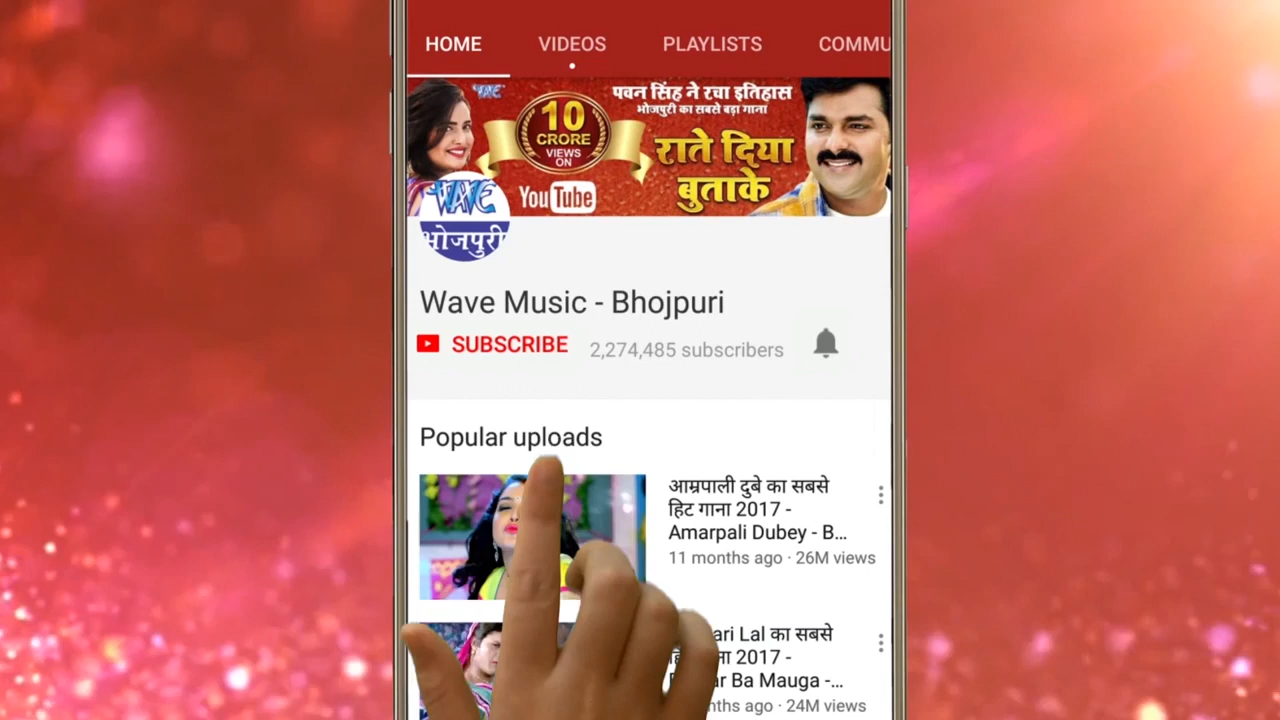 HOME VIDEOS PLAYLISTS COMMU
WAVE
पवन सिंह ने रचा इतिहास
भोजपुरी का सबसे बड़ा गाना
10
CRORE
VIEWS
ON
YouTube
राते दिया
बुताके
WAVE
भोजपुरी
Wave Music - Bhojpuri
SUBSCRIBE 2,274,485 subscribers
Popular uploads
आम्रपाली दुबे का सबसे
हिट गाना 2017 -
Amarpali Dubey - B...
11 months ago · 26M views
Lal का सबसे
2017 -
Ba Mauga -...
ago · 24M views